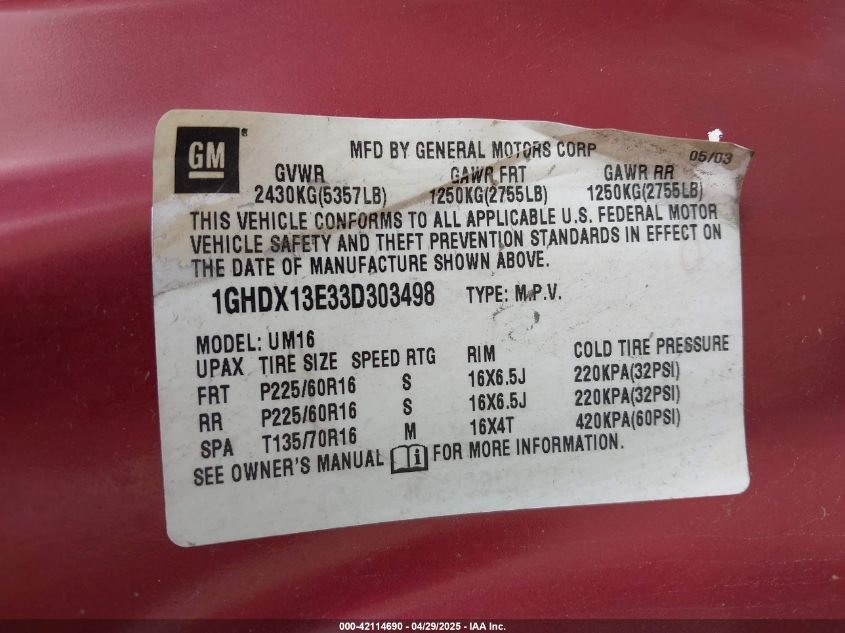 GM® MFD BY GENERAL MOTORS CORP 05/03
GVWR GAWR FRT GAWR RR
2430KG(5357LB) 1250KG(2755LB) 1250KG(2755LB)
THIS VEHICLE CONFORMS TO ALL APPLICABLE U.S. FEDERAL MOTOR
VEHICLE SAFETY AND THEFT PREVENTION STANDARDS IN EFFECT ON
THE DATE OF MANUFACTURE SHOWN ABOVE.
1GHDX13E33D303498 TYPE: M.P.V.
MODEL: UM16
UPAX TIRE SIZE SPEED RTG RIM COLD TIRE PRESSURE
FRT P225/60R16 S 16X6.5J 220KPA(32PSI)
RR P225/60R16 S 16X6.5J 220KPA(32PSI)
SPA T135/70R16 M 16X4T 420KPA(60PSI)
SEE OWNER'S MANUAL FOR MORE INFORMATION.
000-42114690 - 04/29/2025 - IAA Inc.